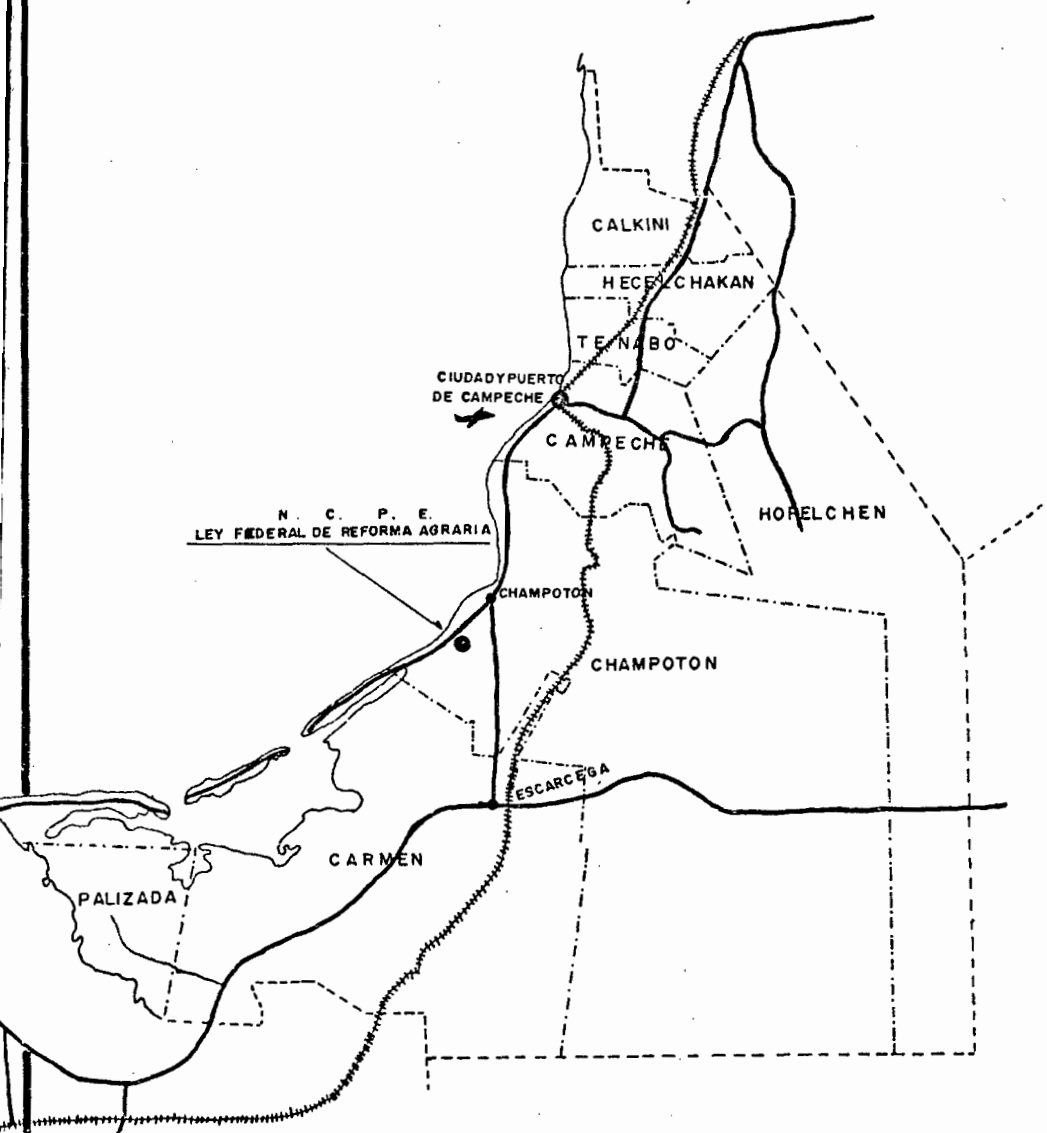 CALKINI
HECELCHAKAN
TENABO
CIUDAD Y PUERTO
DE CAMPECHE
CAMPECHE
HOPELCHEN
N. C. P. E.
LEY FEDERAL DE REFORMA AGRARIA
CHAMPOTON
CHAMPOTON
ESCARCEGA
CARMEN
PALIZADA